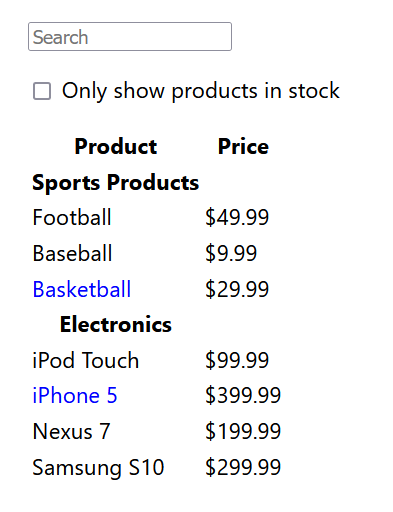 Search
Only show products in stock
Product Price
Sports Products
Football $49.99
Baseball $9.99
Basketball $29.99
Electronics
iPod Touch $99.99
iPhone 5 $399.99
Nexus 7 $199.99
Samsung S10 $299.99